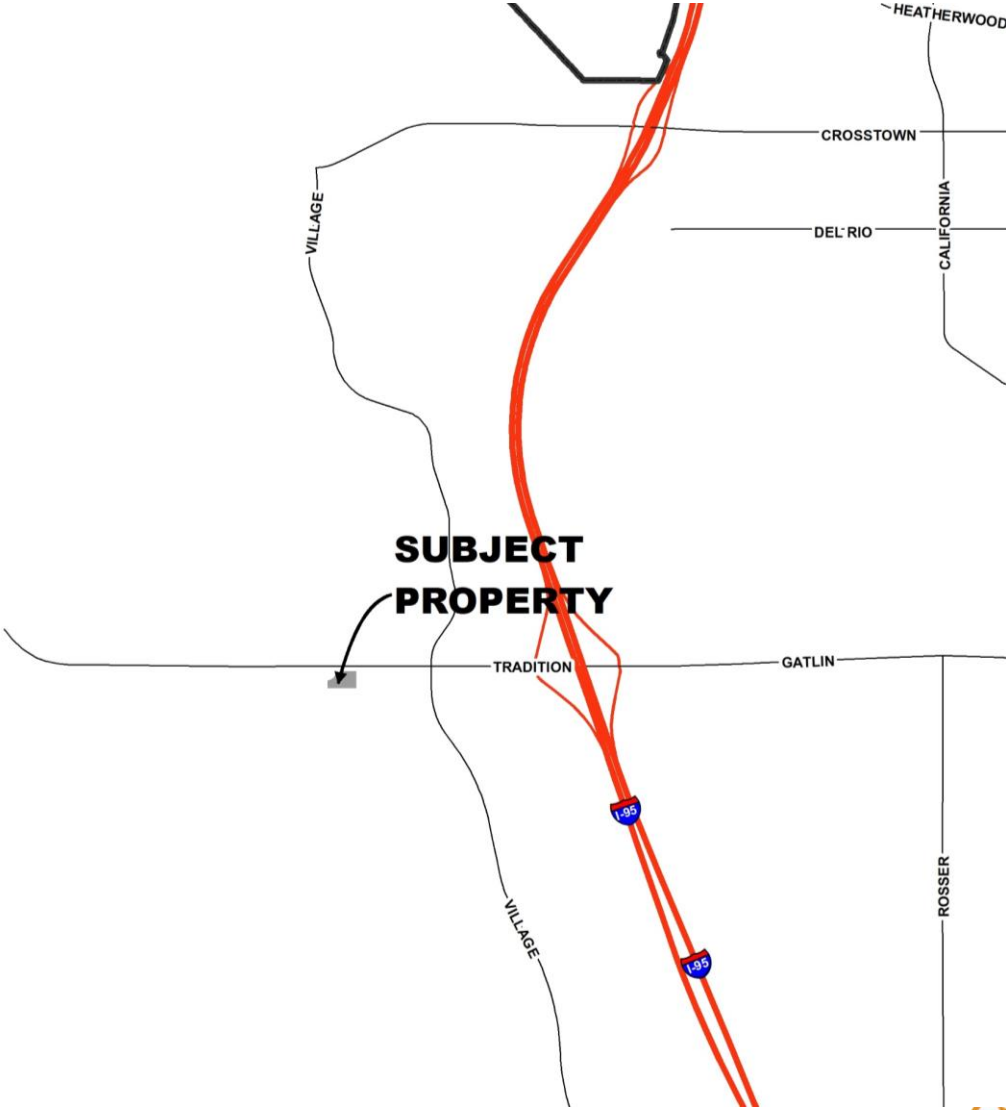 HEATHERWOOD
CROSSTOWN
VILLAGE
CALIFORNIA
DEL RIO
SUBJECT
PROPERTY
TRADITION
GATLIN
I-95
ROSSER
VILLAGE
I-95